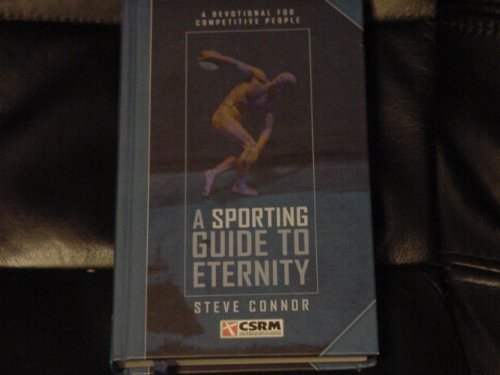 A DEVOTIONAL FOR
COMPETITIVE PEOPLE
A SPORTING
GUIDE TO
ETERNITY
STEVE CONNOR
CSRM